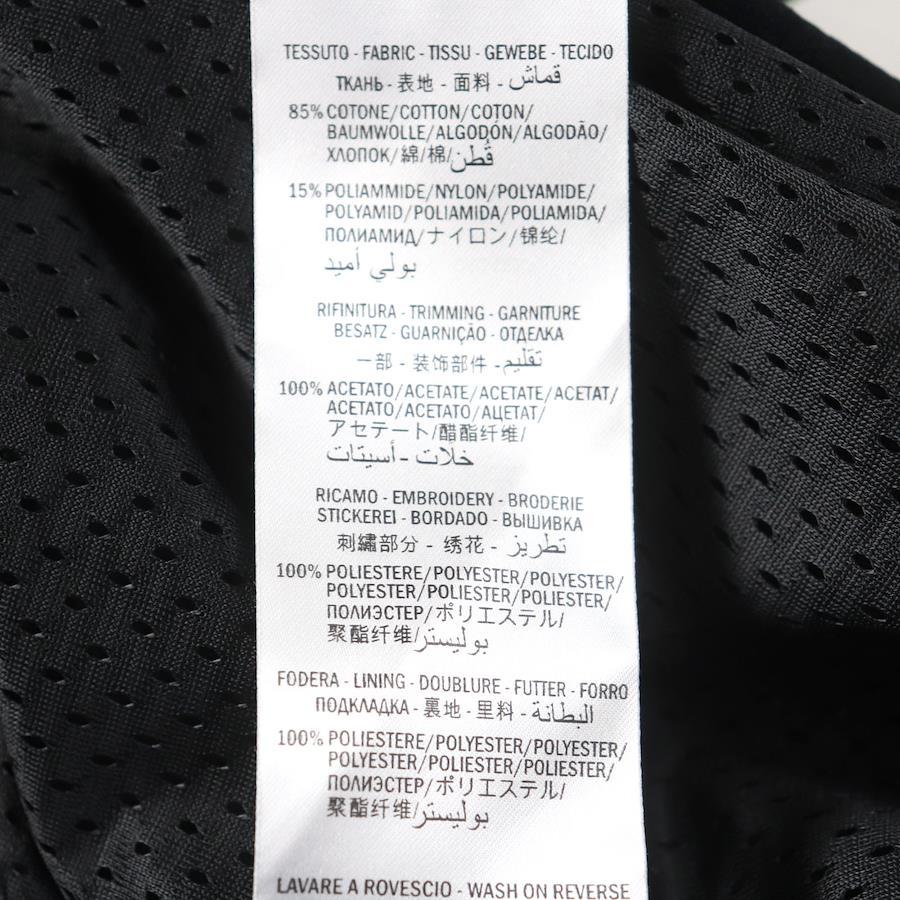 TESSUTO - FABRIC - TISSU - GEWEBE - TECIDO
ТКАНЬ - 表地 - 面料 - قماش
85% COTONE/COTTON/COTON/
BAUMWOLLE/ALGODÓN/ALGODÃO/
ХЛОПОК/綿/棉/قُطن
15% POLIAMMIDE/NYLON/POLYAMIDE/
POLYAMID/POLIAMIDA/POLIAMIDA/
ПОЛИАМИД/ナイロン/锦纶/
بولي أميد
RIFINITURA - TRIMMING - GARNITURE
BESATZ - GUARNIÇÃO - ОТДЕЛКА
一部 - 装饰部件 - تقليم
100% ACETATO/ACETATE/ACETATE/ACETAT/
ACETATO/ACETATO/АЦЕТАТ/
アセテート/醋酯纤维/
خلات - أسيتات
RICAMO - EMBROIDERY - BRODERIE
STICKEREI - BORDADO - ВЫШИВКА
刺繍部分 - 绣花 - تطريز
100% POLIESTERE/POLYESTER/POLYESTER/
POLYESTER/POLIESTER/POLIESTER/
ПОЛИЭСТЕР/ポリエステル/
聚酯纤维/بوليستر
FODERA - LINING - DOUBLURE - FUTTER - FORRO
ПОДКЛАДКА - 裏地 - 里料 - البطانة
100% POLIESTERE/POLYESTER/POLYESTER/
POLYESTER/POLIESTER/POLIESTER/
ПОЛИЭСТЕР/ポリエステル/
聚酯纤维/بوليستر
LAVARE A ROVESCIO - WASH ON REVERSE